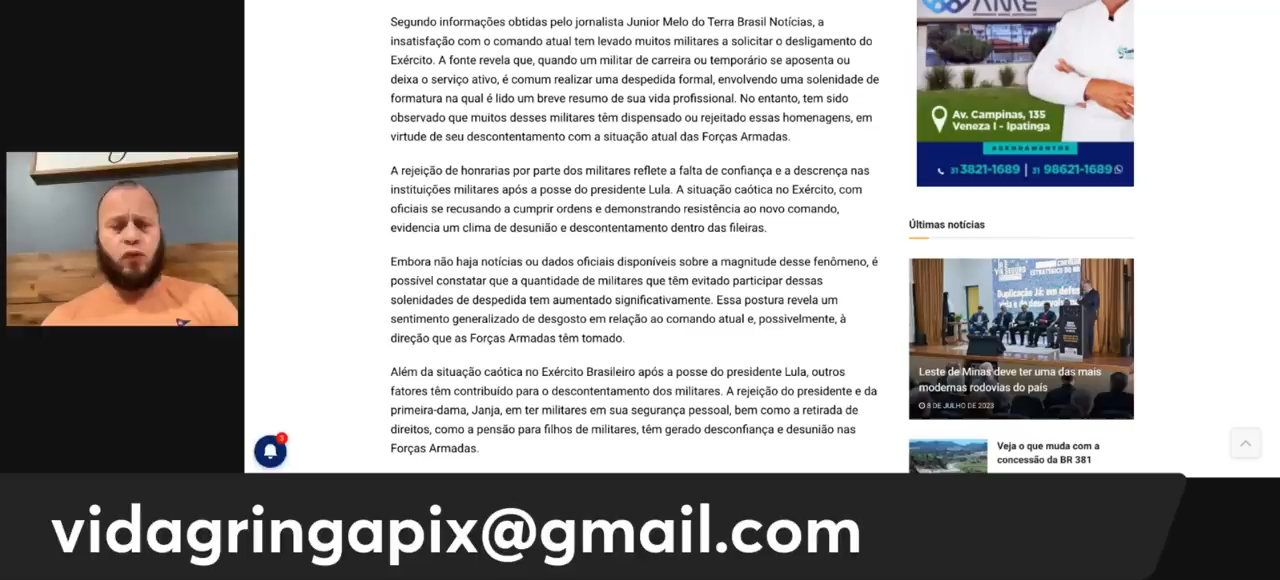 Segundo informações obtidas pelo jornalista Junior Melo do Terra Brasil Notícias, a
insatisfação com o comando atual tem levado muitos militares a solicitar o desligamento do
Exército. A fonte revela que, quando um militar de carreira ou temporário se aposenta ou
deixa o serviço ativo, é comum realizar uma despedida formal, envolvendo uma solenidade de
formatura na qual é lido um breve resumo de sua vida profissional. No entanto, tem sido
observado que muitos desses militares têm dispensado ou rejeitado essas homenagens, em
virtude de seu descontentamento com a situação atual das Forças Armadas.
A rejeição de honrarias por parte dos militares reflete a falta de confiança e a descrença nas
instituições militares após a posse do presidente Lula. A situação caótica no Exército, com
oficiais se recusando a cumprir ordens e demonstrando resistência ao novo comando,
evidencia um clima de desunião e descontentamento dentro das fileiras.
Embora não haja notícias ou dados oficiais disponíveis sobre a magnitude desse fenômeno, é
possível constatar que a quantidade de militares que têm evitado participar dessas
solenidades de despedida tem aumentado significativamente. Essa postura revela um
sentimento generalizado de desgosto em relação ao comando atual e, possivelmente, à
direção que as Forças Armadas têm tomado.
Além da situação caótica no Exército Brasileiro após a posse do presidente Lula, outros
fatores têm contribuído para o descontentamento dos militares. A rejeição do presidente e da
primeira-dama, Janja, em ter militares em sua segurança pessoal, bem como a retirada de
direitos, como a pensão para filhos de militares, têm gerado desconfiança e desunião nas
Forças Armadas.
3
AME
Av. Campinas, 135
Veneza I - Ipatinga
AGENDAMENTOS
31 3821-1689 | 31 98621-1689
Últimas notícias
Duplicação Já: em defesa
Leste de Minas deve ter uma das mais
modernas rodovias do país
8 DE JULHO DE 2023
Veja o que muda com a
concessão da BR 381
vidagringapix@gmail.com